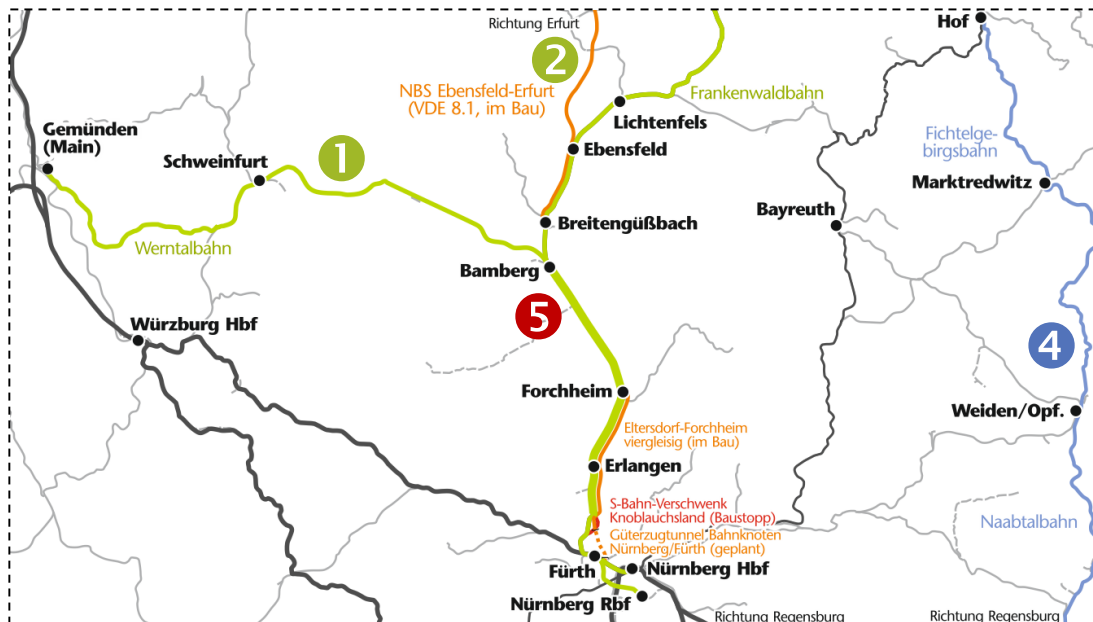 Richtung Erfurt
Hof
2
NBS Ebensfeld-Erfurt
(VDE 8.1, im Bau)
Frankenwaldbahn
Lichtenfels
Gemünden
(Main)
Schweinfurt
1
Ebensfeld
Fichtelge-
birgsbahn
Marktredwitz
Bayreuth
Breitengüßbach
Werntalbahn
Bamberg
5
Würzburg Hbf
4
Forchheim
Weiden/Opf.
Eltersdorf-Forchheim
viergleisig (im Bau)
Erlangen
S-Bahn-Verschwenk
Knoblauchsland (Baustopp)
Naabtalbahn
Güterzugtunnel Bahnknoten
Nürnberg/Fürth (geplant)
Fürth
Nürnberg Hbf
Nürnberg Rbf
Richtung Regensburg
Richtung Regensburg